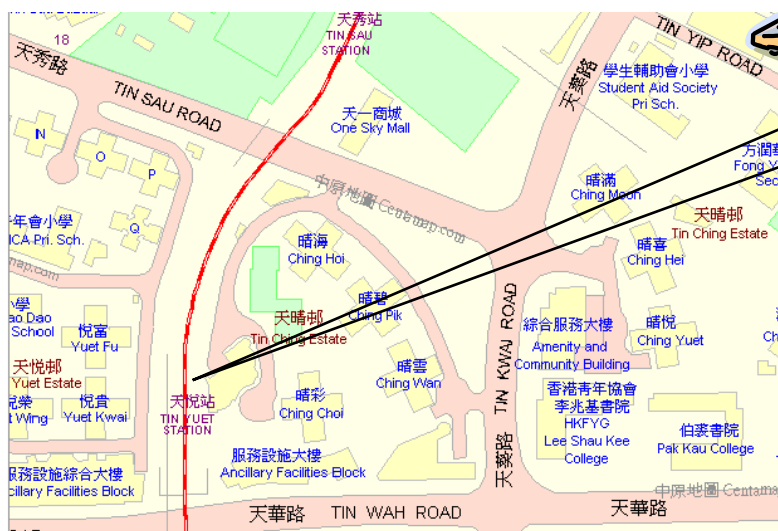 天秀站
TIN SAU
STATION
18
天秀路
TIN SAU ROAD
天一商城
One Sky Mall
TIN YIP ROAD
學生輔助會小學
Student Aid Society
Pri Sch.
天葵路
N
O
P
Q
中原地圖 Centamap.com
晴滿
Ching Moon
方潤華
Fong Y
Sec
天晴邨
Tin Ching Estate
年會小學
ICA Pri. Sch.
map.com
晴海
Ching Hoi
晴喜
Ching Hei
小學
ao Dao
School
悅富
Yuet Fu
晴碧
Ching Pik
天晴邨
Tin Ching Estate
TIN KWAI ROAD
綜合服務大樓
Amenity and
Community Building
晴悅
Ching Yuet
Ch
天悅邨
Yuet Estate
晴雲
Ching Wan
悅榮
t Wing
悅貴
Yuet Kwai
天悅站
TIN YUET
STATION
晴彩
Ching Choi
香港青年協會
李兆基書院
HKFYG
Lee Shau Kee
College
伯裘書院
Pak Kau College
天葵路
服務設施大樓
Ancillary Facilities Block
服務設施綜合大樓
cillary Facilities Block
中原地圖 Centama
天華路
TIN WAH ROAD
天華路